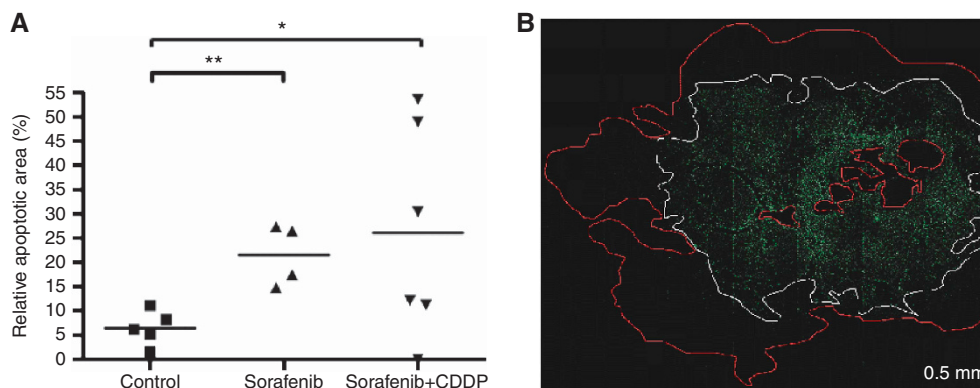 A
B
*
**
Relative apoptotic area (%)
55
50
45
40
35
30
25
20
15
10
5
0
Control
Sorafenib
Sorafenib+CDDP
0.5 mm